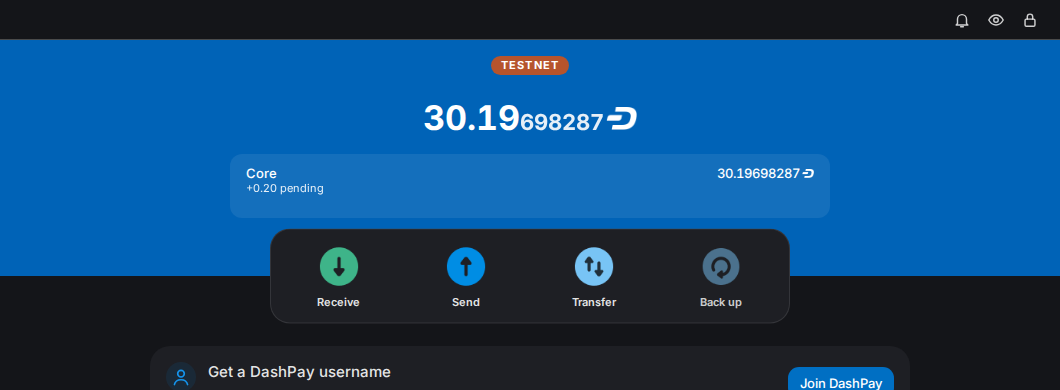 TESTNET
30.19698287
Core
30.19698287
+0.20 pending
Receive
Send
Transfer
Back up
Get a DashPay username
Join DashPay